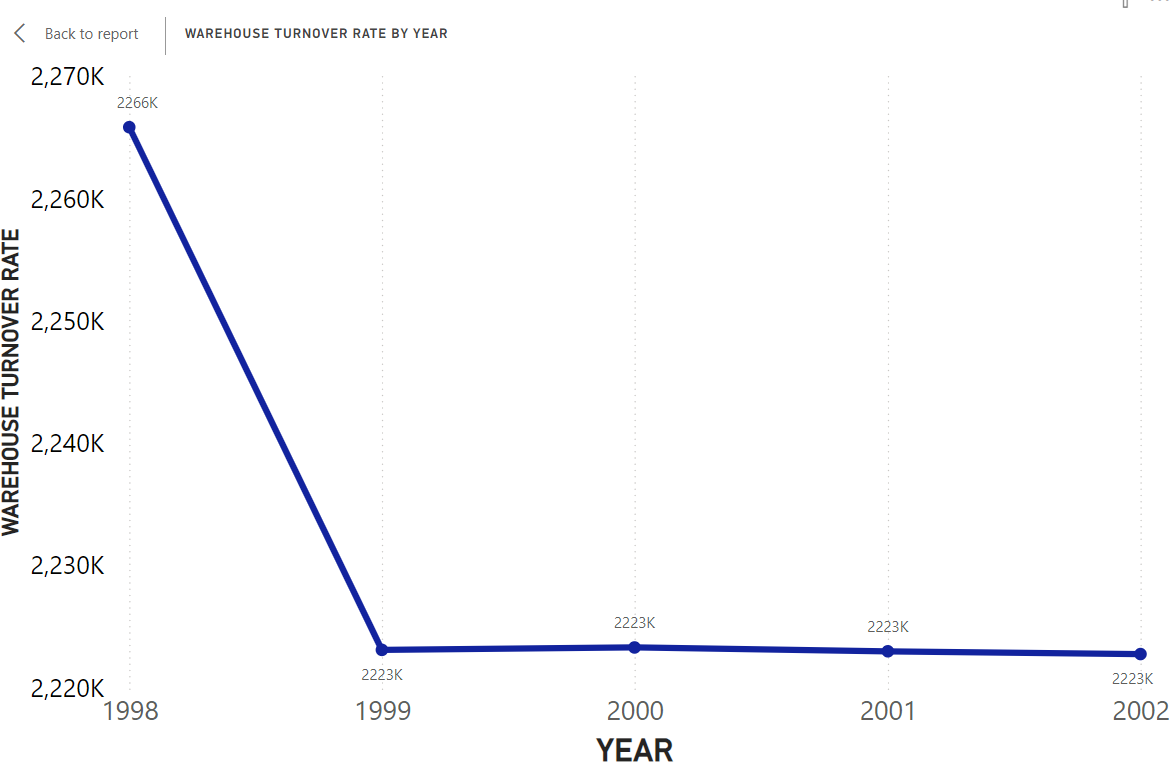 Back to report
WAREHOUSE TURNOVER RATE BY YEAR
2,270K
2266K
2,260K
2,250K
WAREHOUSE TURNOVER RATE
2,240K
2,230K
2223K
2223K
2223K
2223K
2,220K
1998 1999 2000 2001 2002
YEAR